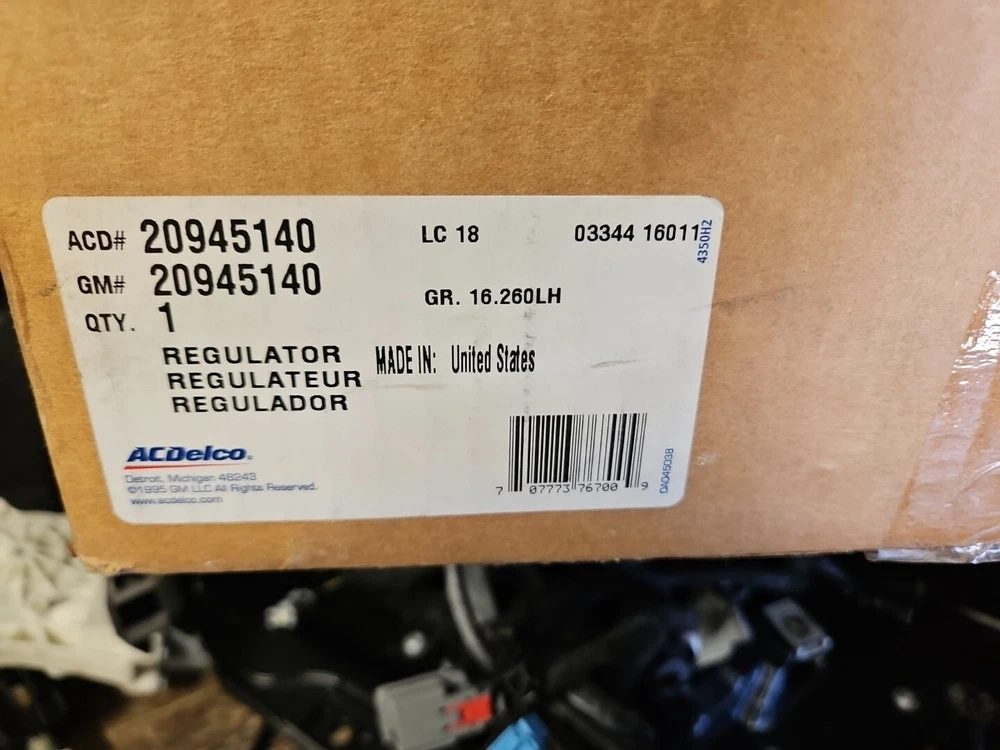 ACD# 20945140 LC 18 03344 16011
4350H2
GM# 20945140 GR. 16.260LH
QTY. 1
REGULATOR MADE IN: United States
REGULATEUR
REGULADOR
ACDelco®
Detroit, Michigan 48243
©1995 GM LLC All Rights Reserved.
www.acdelco.com
7 07773 76700 9
DA045038